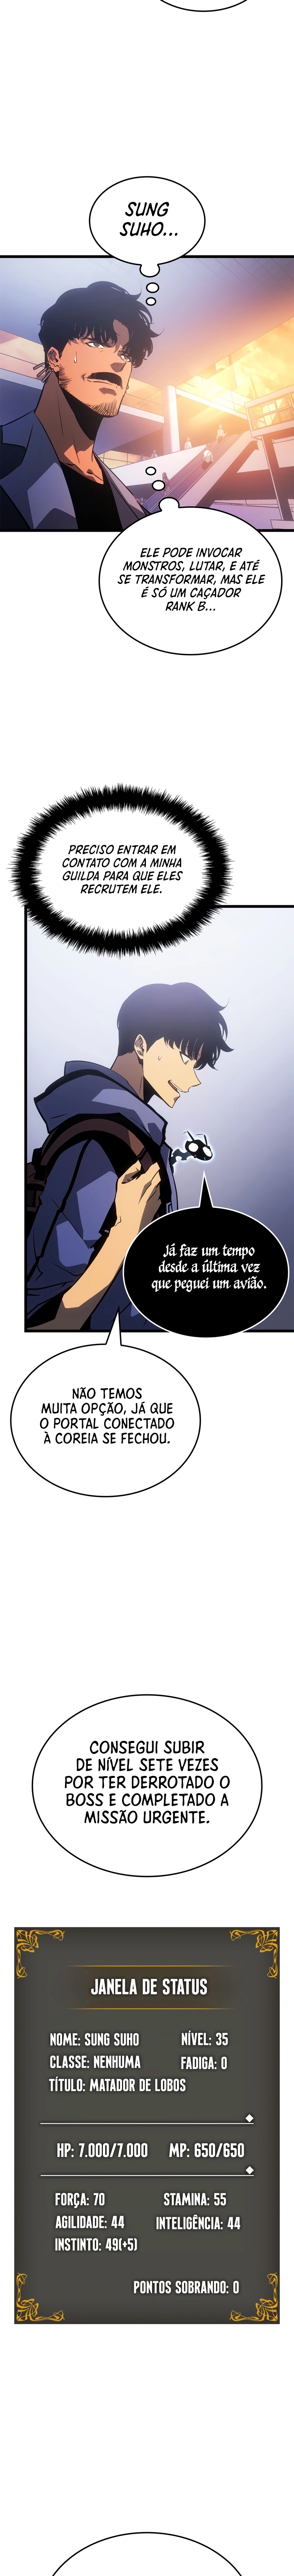 SUNG
SUHO...
ELE PODE INVOCAR
MONSTROS, LUTAR, E ATÉ
SE TRANSFORMAR, MAS ELE
É SÓ UM CAÇADOR
RANK B...
PRECISO ENTRAR EM
CONTATO COM A MINHA
GUILDA PARA QUE ELES
RECRUTEM ELE.
Já faz um tempo
desde a última vez
que peguei um avião.
NÃO TEMOS
MUITA OPÇÃO, JÁ QUE
O PORTAL CONECTADO
À COREIA SE FECHOU.
CONSEGUI SUBIR
DE NÍVEL SETE VEZES
POR TER DERROTADO O
BOSS E COMPLETADO A
MISSÃO URGENTE.
JANELA DE STATUS
NOME: SUNG SUHO NÍVEL: 35
CLASSE: NENHUMA FADIGA: 0
TÍTULO: MATADOR DE LOBOS
HP: 7.000/7.000 MP: 650/650
FORÇA: 70 STAMINA: 55
AGILIDADE: 44 INTELIGÊNCIA: 44
INSTINTO: 49(+5)
PONTOS SOBRANDO: 0